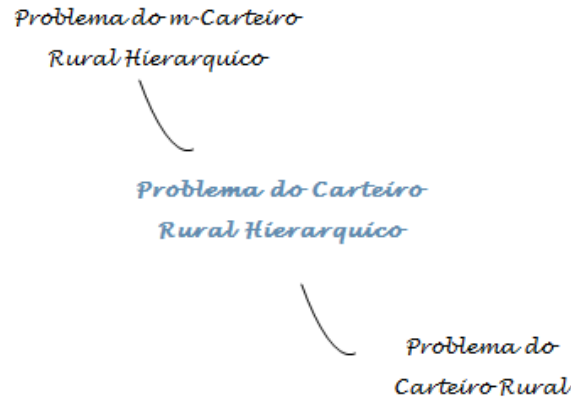 Problema do m-Carteiro
Rural Hierarquico
Problema do Carteiro
Rural Hierarquico
Problema do
Carteiro Rural